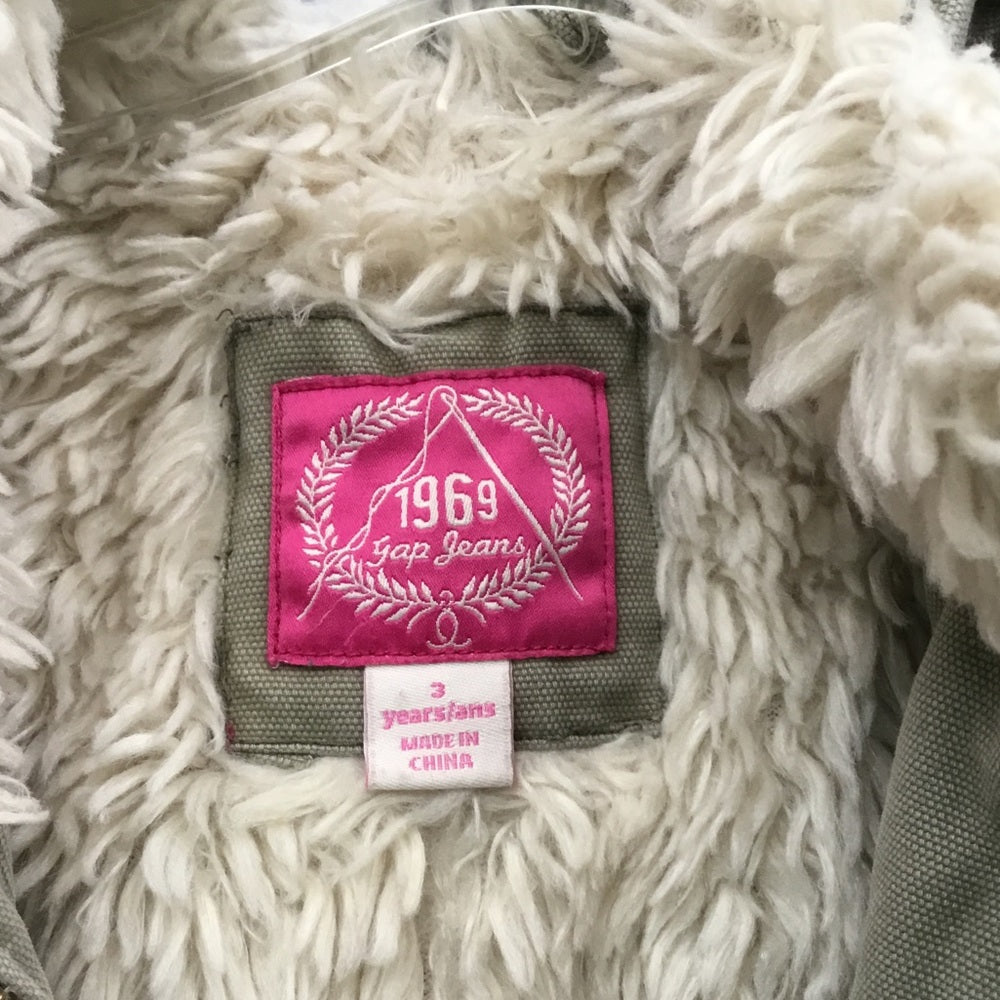 1969
Gap Jeans
3
years/ans
MADE IN
CHINA